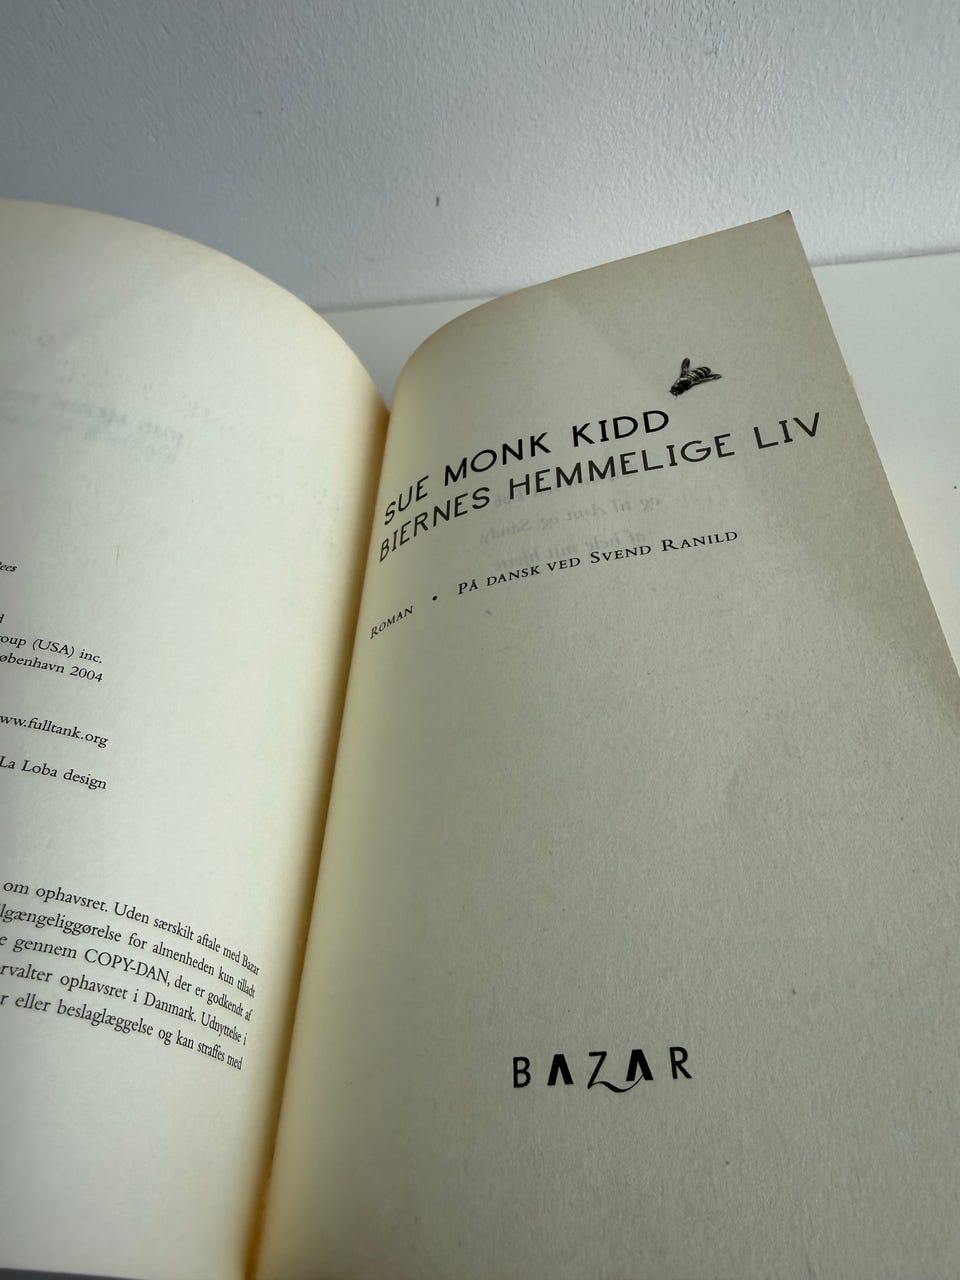 ees
d
oup (USA) inc.
øbenhavn 2004
ww.fulltank.org
La Loba design
om ophavsret. Uden særskilt aftale med Bazar
lgængeliggørelse for almenheden kun tilladt
e gennem COPY-DAN, der er godkendt af
rvalter ophavsret i Danmark. Udnyttelse i
r eller beslaglæggelse og kan straffes med
SUE MONK KIDD
BIERNES HEMMELIGE LIV
ROMAN • PÅ DANSK VED SVEND RANILD
BAZAR